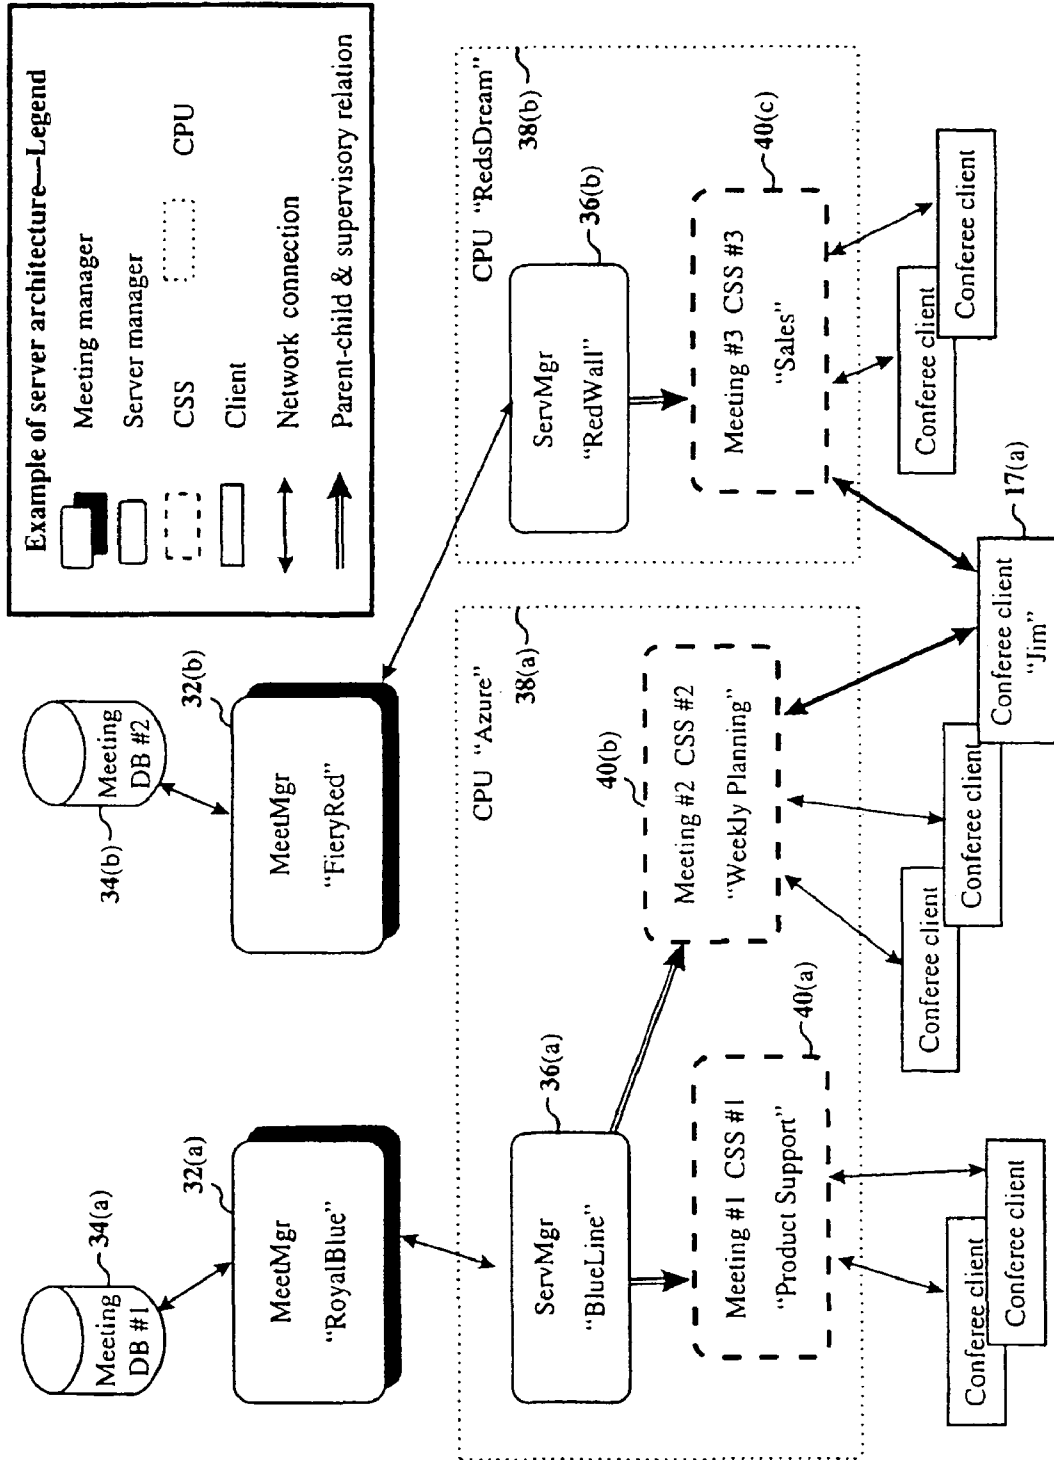 Example of server architecture—Legend
Meeting manager
Server manager
CSS
CPU
Client
Network connection
Parent-child & supervisory relation
Meeting
DB #1
34(a)
Meeting
DB #2
34(b)
MeetMgr
"RoyalBlue"
32(a)
MeetMgr
"FieryRed"
32(b)
CPU "Azure"
38(a)
CPU "RedsDream"
38(b)
ServMgr
"BlueLine"
36(a)
ServMgr
"RedWall"
36(b)
Meeting #1 CSS #1
"Product Support"
40(a)
Meeting #2 CSS #2
"Weekly Planning"
40(b)
Meeting #3 CSS #3
"Sales"
40(c)
Conferee client
Conferee client
Conferee client
Conferee client
Conferee client
"Jim"
17(a)
Conferee client
Conferee client